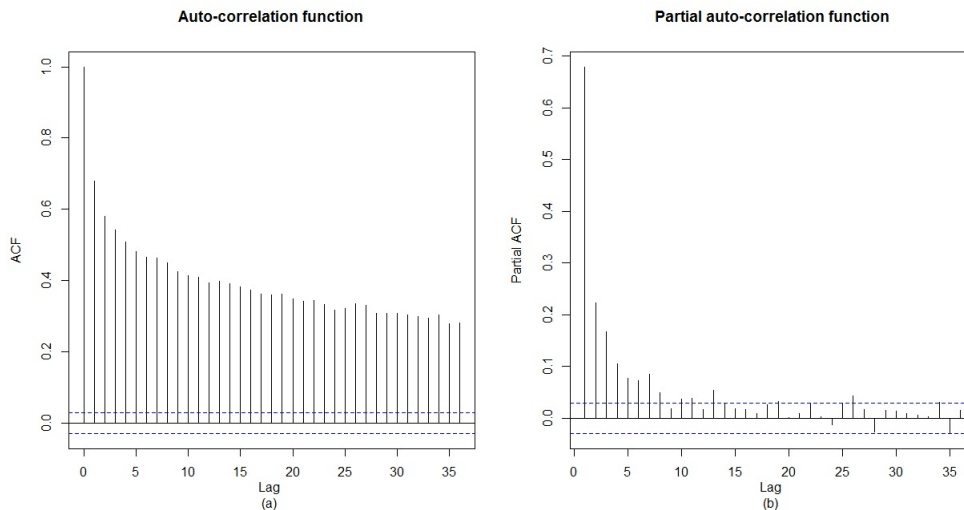 Auto-correlation function
ACF
1.0
0.8
0.6
0.4
0.2
0.0
0 5 10 15 20 25 30 35
Lag
(a)
Partial auto-correlation function
Partial ACF
0.7
0.6
0.5
0.4
0.3
0.2
0.1
0.0
0 5 10 15 20 25 30 35
Lag
(b)